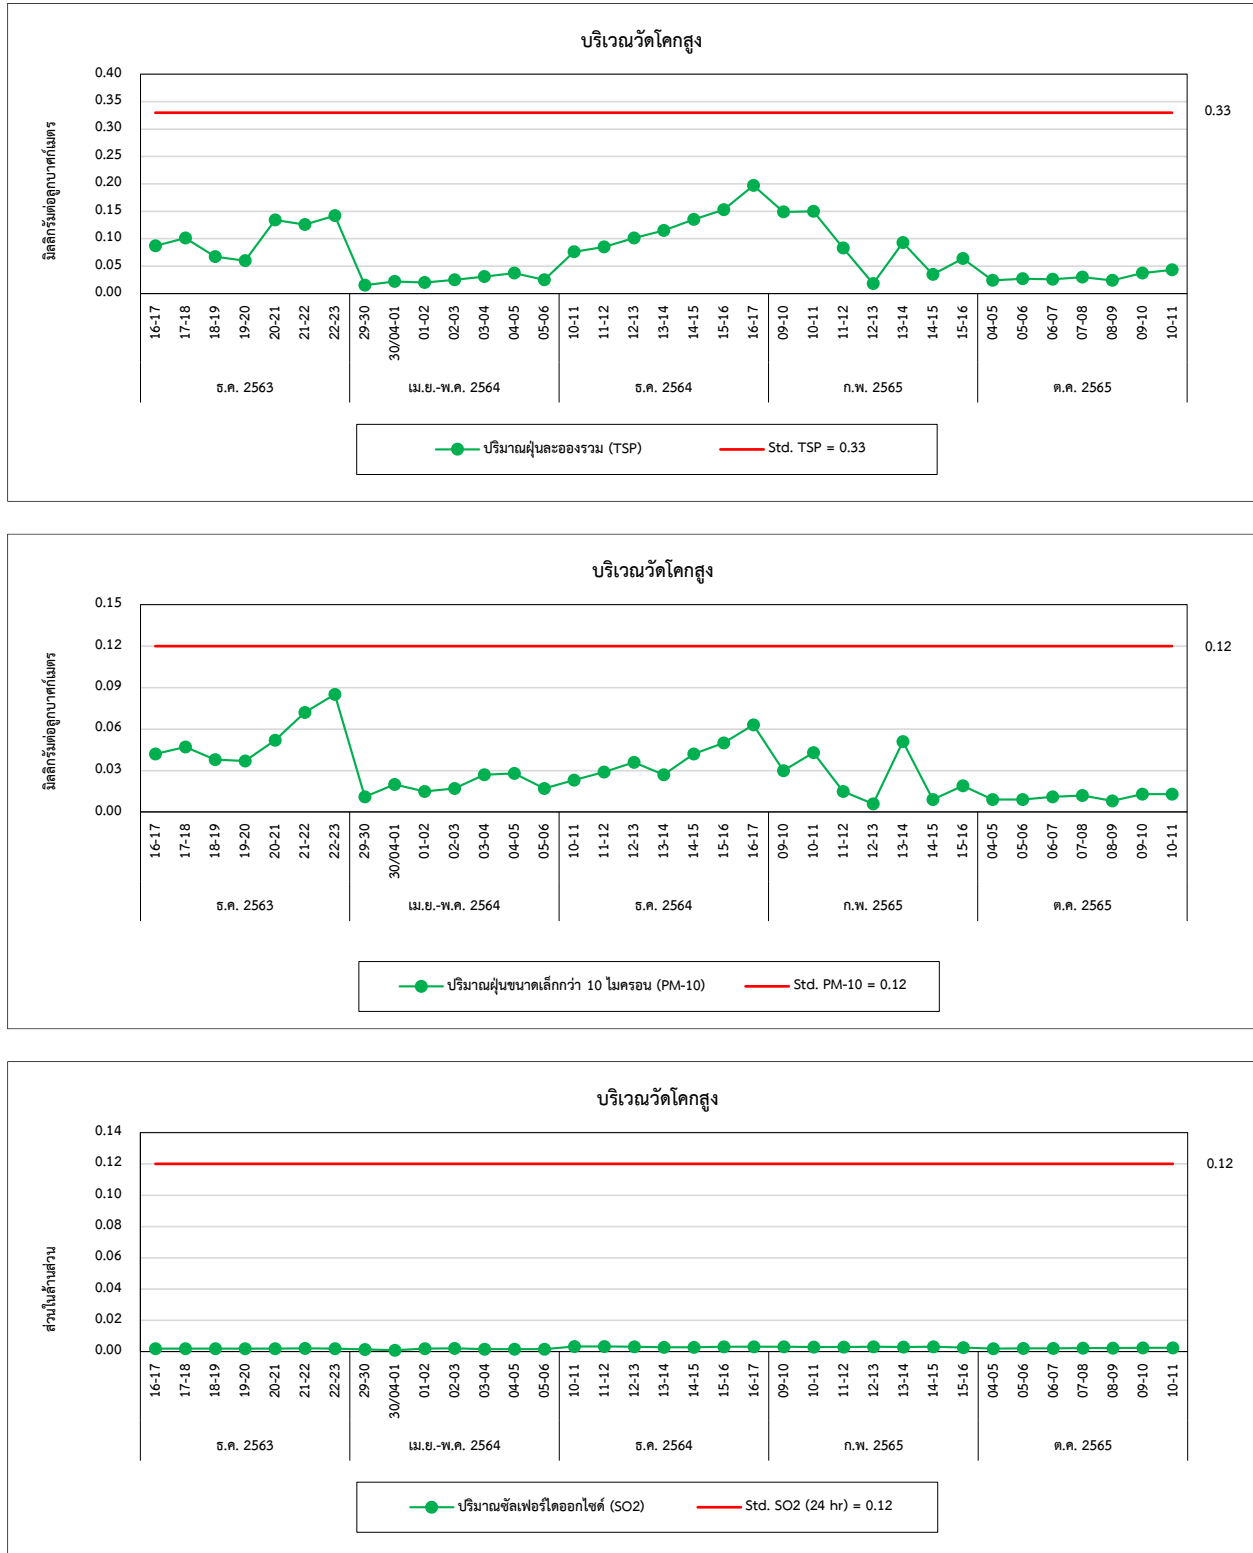 บริเวณวัดโคกสูง
0.40
0.35
0.30
0.25
0.20
0.15
0.10
0.05
0.00
0.33
มิลลิกรัมต่อลูกบาศก์เมตร
16-17 17-18 18-19 19-20 20-21 21-22 22-23 29-30 30/04-01 01-02 02-03 03-04 04-05 05-06 10-11 11-12 12-13 13-14 14-15 15-16 16-17 09-10 10-11 11-12 12-13 13-14 14-15 15-16 04-05 05-06 06-07 07-08 08-09 09-10 10-11
ธ.ค. 2563 เม.ย.-พ.ค. 2564 ธ.ค. 2564 ก.พ. 2565 ต.ค. 2565
ปริมาณฝุ่นละอองรวม (TSP) Std. TSP = 0.33
บริเวณวัดโคกสูง
0.15
0.12
0.09
0.06
0.03
0.00
0.12
มิลลิกรัมต่อลูกบาศก์เมตร
16-17 17-18 18-19 19-20 20-21 21-22 22-23 29-30 30/04-01 01-02 02-03 03-04 04-05 05-06 10-11 11-12 12-13 13-14 14-15 15-16 16-17 09-10 10-11 11-12 12-13 13-14 14-15 15-16 04-05 05-06 06-07 07-08 08-09 09-10 10-11
ธ.ค. 2563 เม.ย.-พ.ค. 2564 ธ.ค. 2564 ก.พ. 2565 ต.ค. 2565
ปริมาณฝุ่นขนาดเล็กกว่า 10 ไมครอน (PM-10) Std. PM-10 = 0.12
บริเวณวัดโคกสูง
0.14
0.12
0.10
0.08
0.06
0.04
0.02
0.00
0.12
ส่วนในล้านส่วน
16-17 17-18 18-19 19-20 20-21 21-22 22-23 29-30 30/04-01 01-02 02-03 03-04 04-05 05-06 10-11 11-12 12-13 13-14 14-15 15-16 16-17 09-10 10-11 11-12 12-13 13-14 14-15 15-16 04-05 05-06 06-07 07-08 08-09 09-10 10-11
ธ.ค. 2563 เม.ย.-พ.ค. 2564 ธ.ค. 2564 ก.พ. 2565 ต.ค. 2565
ปริมาณซัลเฟอร์ไดออกไซด์ (SO2) Std. SO2 (24 hr) = 0.12